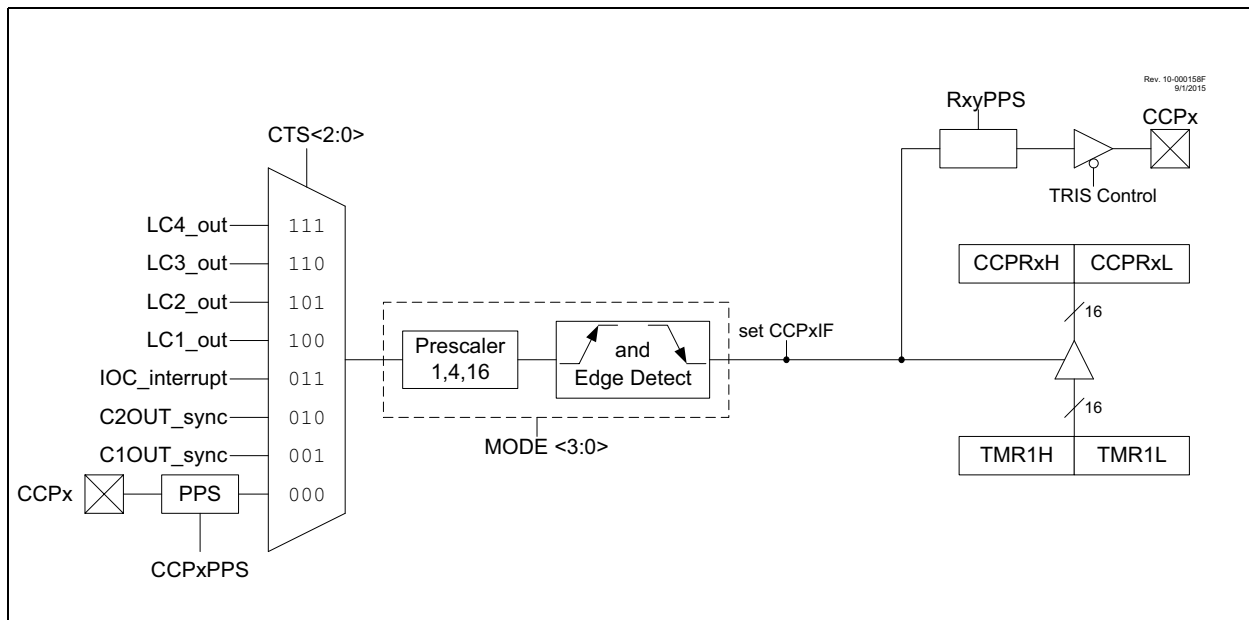 Rev. 10-000158F
9/1/2015
RxyPPS
CCPx
CTS<2:0>
TRIS Control
LC4_out
111
LC3_out
110
CCPRxH
CCPRxL
LC2_out
101
16
LC1_out
100
Prescaler
1,4,16
and
Edge Detect
set CCPxIF
IOC_interrupt
011
C2OUT_sync
010
16
MODE <3:0>
C1OUT_sync
001
TMR1H
TMR1L
CCPx
PPS
000
CCPxPPS